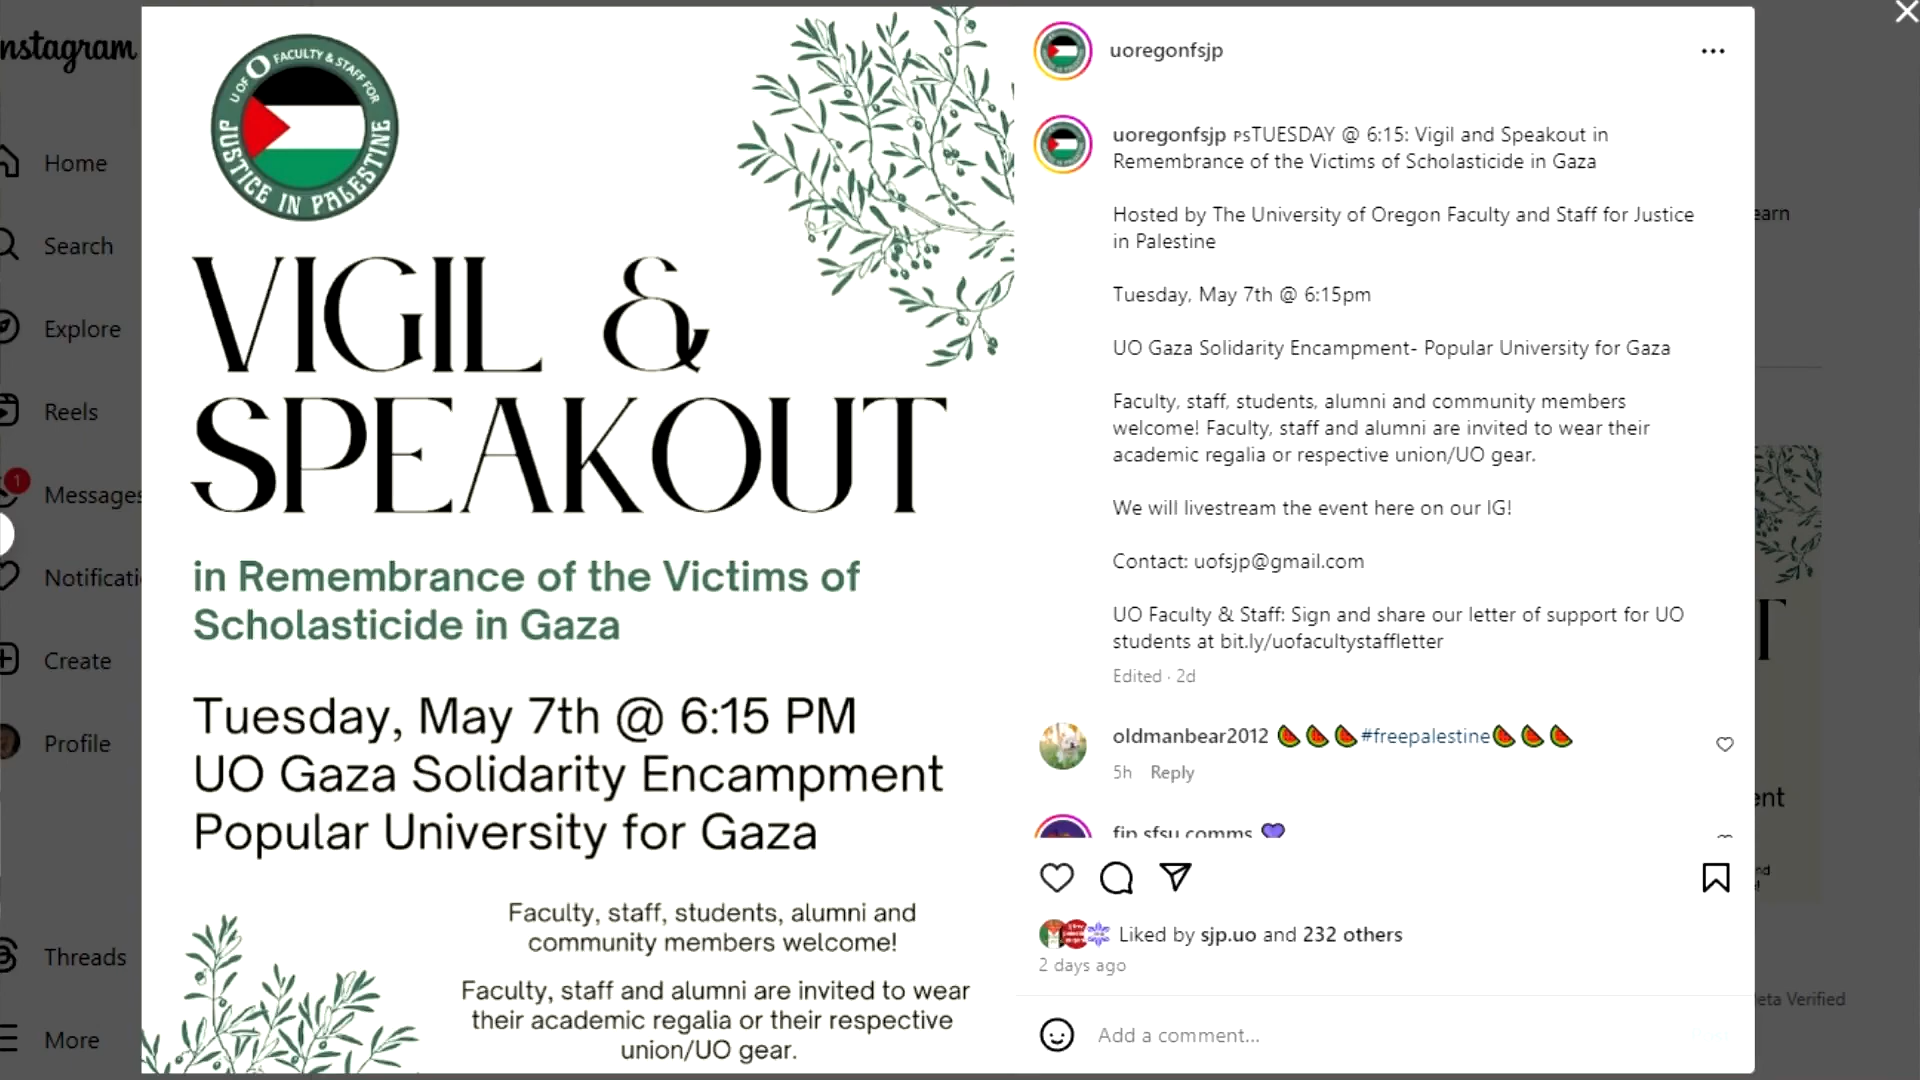 Instagram
Home
Search
Explore
Reels
1
Messages
Notificati
Create
Profile
Threads
More
U OF O FACULTY & STAFF FOR
JUSTICE IN PALESTINE
VIGIL &
SPEAKOUT
in Remembrance of the Victims of
Scholasticide in Gaza
Tuesday, May 7th @ 6:15 PM
UO Gaza Solidarity Encampment
Popular University for Gaza
Faculty, staff, students, alumni and
community members welcome!
Faculty, staff and alumni are invited to wear
their academic regalia or their respective
union/UO gear.
uoregonfsjp
uoregonfsjp 🇵🇸TUESDAY @ 6:15: Vigil and Speakout in
Remembrance of the Victims of Scholasticide in Gaza
Hosted by The University of Oregon Faculty and Staff for Justice
in Palestine
Tuesday, May 7th @ 6:15pm
UO Gaza Solidarity Encampment- Popular University for Gaza
Faculty, staff, students, alumni and community members
welcome! Faculty, staff and alumni are invited to wear their
academic regalia or respective union/UO gear.
We will livestream the event here on our IG!
Contact: uofsjp@gmail.com
UO Faculty & Staff: Sign and share our letter of support for UO
students at bit.ly/uofacultystaffletter
Edited · 2d
oldmanbear2012 🍉🍉🍉#freepalestine🍉🍉🍉
5h Reply
fjp.sfsu.comms 💜
Liked by sjp.uo and 232 others
2 days ago
Add a comment...
earn
T
ent
nd
eta Verified